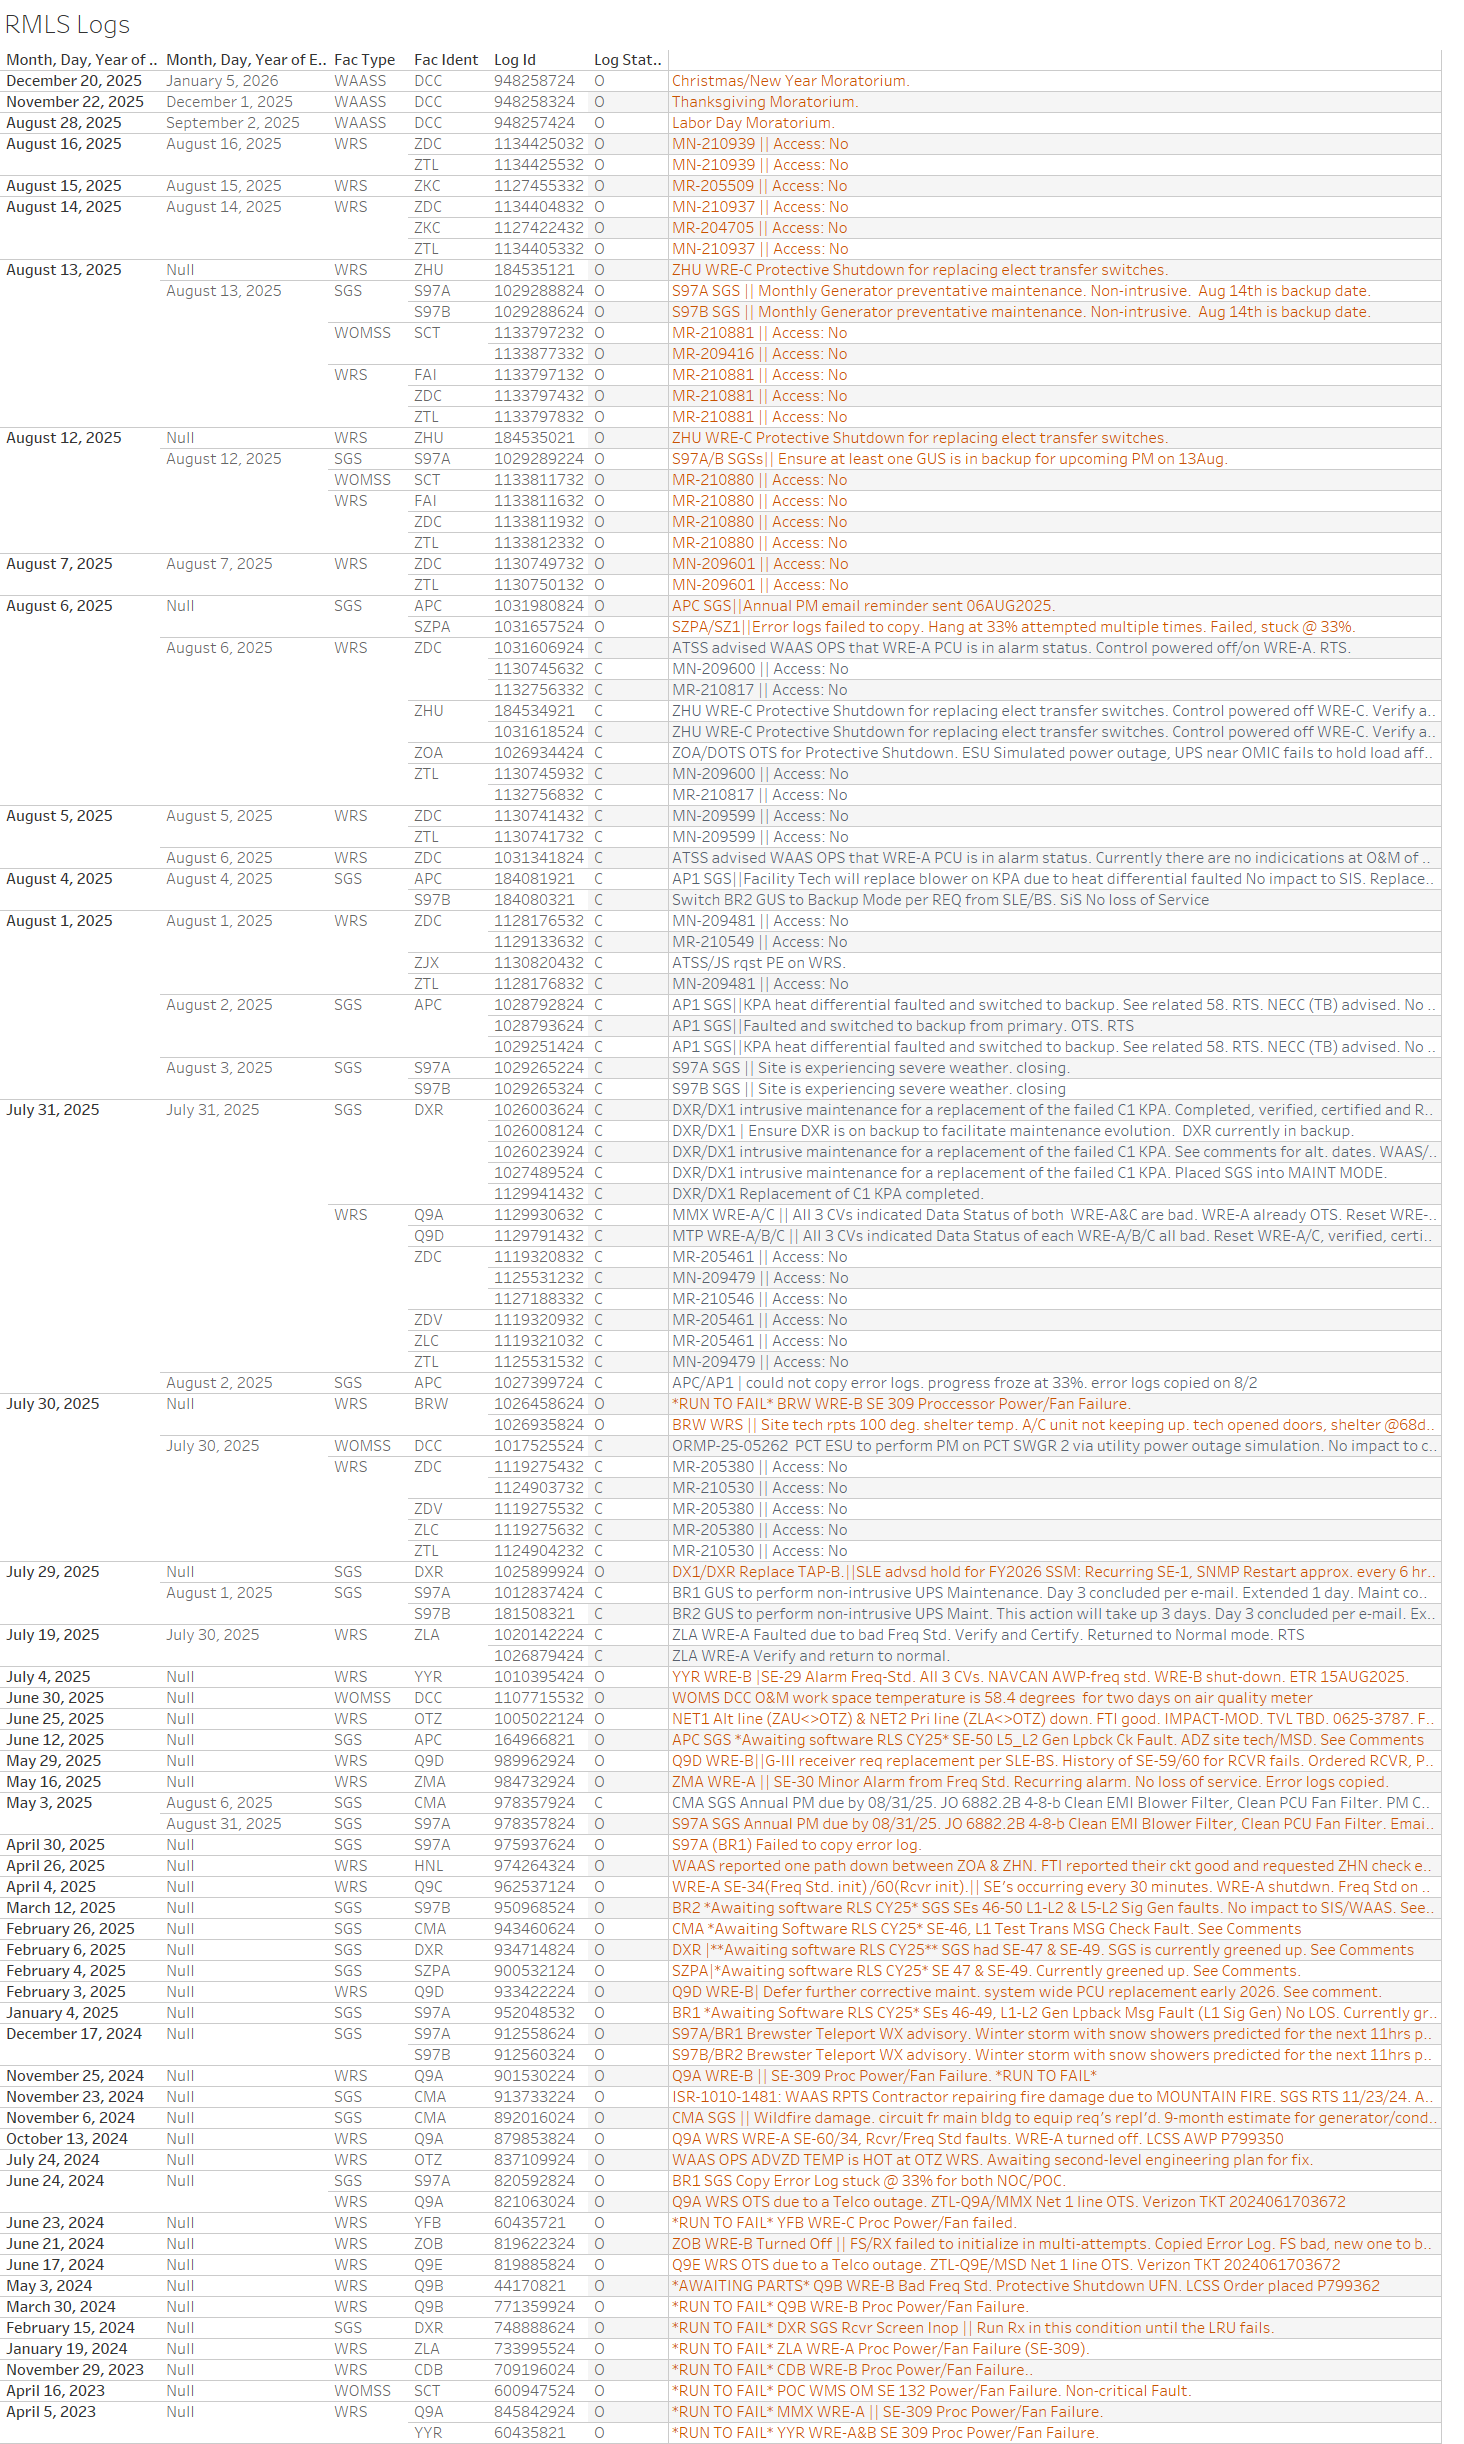 RMLS Logs
Month, Day, Year of .. Month, Day, Year of E.. Fac Type Fac Ident Log Id Log Stat..
December 20, 2025 January 5, 2026 WAASS DCC 948258724 O Christmas/New Year Moratorium.
November 22, 2025 December 1, 2025 WAASS DCC 948258324 O Thanksgiving Moratorium.
August 28, 2025 September 2, 2025 WAASS DCC 948257424 O Labor Day Moratorium.
August 16, 2025 August 16, 2025 WRS ZDC 1134425032 O MN-210939 || Access: No
ZTL 1134425532 O MN-210939 || Access: No
August 15, 2025 August 15, 2025 WRS ZKC 1127455332 O MR-205509 || Access: No
August 14, 2025 August 14, 2025 WRS ZDC 1134404832 O MN-210937 || Access: No
ZKC 1127422432 O MR-204705 || Access: No
ZTL 1134405332 O MN-210937 || Access: No
August 13, 2025 Null WRS ZHU 184535121 O ZHU WRE-C Protective Shutdown for replacing elect transfer switches.
August 13, 2025 SGS S97A 1029288824 O S97A SGS || Monthly Generator preventative maintenance. Non-intrusive.  Aug 14th is backup date.
S97B 1029288624 O S97B SGS || Monthly Generator preventative maintenance. Non-intrusive.  Aug 14th is backup date.
WOMSS SCT 1133797232 O MR-210881 || Access: No
1133877332 O MR-209416 || Access: No
WRS FAI 1133797132 O MR-210881 || Access: No
ZDC 1133797432 O MR-210881 || Access: No
ZTL 1133797832 O MR-210881 || Access: No
August 12, 2025 Null WRS ZHU 184535021 O ZHU WRE-C Protective Shutdown for replacing elect transfer switches.
August 12, 2025 SGS S97A 1029289224 O S97A/B SGSs|| Ensure at least one GUS is in backup for upcoming PM on 13Aug.
WOMSS SCT 1133811732 O MR-210880 || Access: No
WRS FAI 1133811632 O MR-210880 || Access: No
ZDC 1133811932 O MR-210880 || Access: No
ZTL 1133812332 O MR-210880 || Access: No
August 7, 2025 August 7, 2025 WRS ZDC 1130749732 O MN-209601 || Access: No
ZTL 1130750132 O MN-209601 || Access: No
August 6, 2025 Null SGS APC 1031980824 O APC SGS||Annual PM email reminder sent 06AUG2025.
SZPA 1031657524 O SZPA/SZ1||Error logs failed to copy. Hang at 33% attempted multiple times. Failed, stuck @ 33%.
August 6, 2025 WRS ZDC 1031606924 C ATSS advised WAAS OPS that WRE-A PCU is in alarm status. Control powered off/on WRE-A. RTS.
1130745632 C MN-209600 || Access: No
1132756332 C MR-210817 || Access: No
ZHU 184534921 C ZHU WRE-C Protective Shutdown for replacing elect transfer switches. Control powered off WRE-C. Verify a..
1031618524 C ZHU WRE-C Protective Shutdown for replacing elect transfer switches. Control powered off WRE-C. Verify a..
ZOA 1026934424 C ZOA/DOTS OTS for Protective Shutdown. ESU Simulated power outage, UPS near OMIC fails to hold load aff..
ZTL 1130745932 C MN-209600 || Access: No
1132756832 C MR-210817 || Access: No
August 5, 2025 August 5, 2025 WRS ZDC 1130741432 C MN-209599 || Access: No
ZTL 1130741732 C MN-209599 || Access: No
August 6, 2025 WRS ZDC 1031341824 C ATSS advised WAAS OPS that WRE-A PCU is in alarm status. Currently there are no indicications at O&M of ..
August 4, 2025 August 4, 2025 SGS APC 184081921 C AP1 SGS||Facility Tech will replace blower on KPA due to heat differential faulted No impact to SIS. Replace..
S97B 184080321 C Switch BR2 GUS to Backup Mode per REQ from SLE/BS. SiS No loss of Service
August 1, 2025 August 1, 2025 WRS ZDC 1128176532 C MN-209481 || Access: No
1129133632 C MR-210549 || Access: No
ZJX 1130820432 C ATSS/JS rqst PE on WRS.
ZTL 1128176832 C MN-209481 || Access: No
August 2, 2025 SGS APC 1028792824 C AP1 SGS||KPA heat differential faulted and switched to backup. See related 58. RTS. NECC (TB) advised. No ..
1028793624 C AP1 SGS||Faulted and switched to backup from primary. OTS. RTS
1029251424 C AP1 SGS||KPA heat differential faulted and switched to backup. See related 58. RTS. NECC (TB) advised. No ..
August 3, 2025 SGS S97A 1029265224 C S97A SGS || Site is experiencing severe weather. closing.
S97B 1029265324 C S97B SGS || Site is experiencing severe weather. closing
July 31, 2025 July 31, 2025 SGS DXR 1026003624 C DXR/DX1 intrusive maintenance for a replacement of the failed C1 KPA. Completed, verified, certified and R..
1026008124 C DXR/DX1 | Ensure DXR is on backup to facilitate maintenance evolution.  DXR currently in backup.
1026023924 C DXR/DX1 intrusive maintenance for a replacement of the failed C1 KPA. See comments for alt. dates. WAAS/..
1027489524 C DXR/DX1 intrusive maintenance for a replacement of the failed C1 KPA. Placed SGS into MAINT MODE.
1129941432 C DXR/DX1 Replacement of C1 KPA completed.
WRS Q9A 1129930632 C MMX WRE-A/C || All 3 CVs indicated Data Status of both  WRE-A&C are bad. WRE-A already OTS. Reset WRE-..
Q9D 1129791432 C MTP WRE-A/B/C || All 3 CVs indicated Data Status of each WRE-A/B/C all bad. Reset WRE-A/C, verified, certi..
ZDC 1119320832 C MR-205461 || Access: No
1125531232 C MN-209479 || Access: No
1127188332 C MR-210546 || Access: No
ZDV 1119320932 C MR-205461 || Access: No
ZLC 1119321032 C MR-205461 || Access: No
ZTL 1125531532 C MN-209479 || Access: No
August 2, 2025 SGS APC 1027399724 C APC/AP1 | could not copy error logs. progress froze at 33%. error logs copied on 8/2
July 30, 2025 Null WRS BRW 1026458624 O *RUN TO FAIL* BRW WRE-B SE 309 Proccessor Power/Fan Failure.
1026935824 O BRW WRS || Site tech rpts 100 deg. shelter temp. A/C unit not keeping up. tech opened doors, shelter @68d..
July 30, 2025 WOMSS DCC 1017525524 C ORMP-25-05262  PCT ESU to perform PM on PCT SWGR 2 via utility power outage simulation. No impact to c..
WRS ZDC 1119275432 C MR-205380 || Access: No
1124903732 C MR-210530 || Access: No
ZDV 1119275532 C MR-205380 || Access: No
ZLC 1119275632 C MR-205380 || Access: No
ZTL 1124904232 C MR-210530 || Access: No
July 29, 2025 Null SGS DXR 1025899924 O DX1/DXR Replace TAP-B.||SLE advsd hold for FY2026 SSM: Recurring SE-1, SNMP Restart approx. every 6 hr..
August 1, 2025 SGS S97A 1012837424 C BR1 GUS to perform non-intrusive UPS Maintenance. Day 3 concluded per e-mail. Extended 1 day. Maint co..
S97B 181508321 C BR2 GUS to perform non-intrusive UPS Maint. This action will take up 3 days. Day 3 concluded per e-mail. Ex..
July 19, 2025 July 30, 2025 WRS ZLA 1020142224 C ZLA WRE-A Faulted due to bad Freq Std. Verify and Certify. Returned to Normal mode. RTS
1026879424 C ZLA WRE-A Verify and return to normal.
July 4, 2025 Null WRS YYR 1010395424 O YYR WRE-B |SE-29 Alarm Freq-Std. All 3 CVs. NAVCAN AWP-freq std. WRE-B shut-down. ETR 15AUG2025.
June 30, 2025 Null WOMSS DCC 1107715532 O WOMS DCC O&M work space temperature is 58.4 degrees  for two days on air quality meter
June 25, 2025 Null WRS OTZ 1005022124 O NET1 Alt line (ZAU<>OTZ) & NET2 Pri line (ZLA<>OTZ) down. FTI good. IMPACT-MOD. TVL TBD. 0625-3787. F..
June 12, 2025 Null SGS APC 164966821 O APC SGS *Awaiting software RLS CY25* SE-50 L5_L2 Gen Lpbck Ck Fault. ADZ site tech/MSD. See Comments
May 29, 2025 Null WRS Q9D 989962924 O Q9D WRE-B||G-III receiver req replacement per SLE-BS. History of SE-59/60 for RCVR fails. Ordered RCVR, P..
May 16, 2025 Null WRS ZMA 984732924 O ZMA WRE-A || SE-30 Minor Alarm from Freq Std. Recurring alarm. No loss of service. Error logs copied.
May 3, 2025 August 6, 2025 SGS CMA 978357924 C CMA SGS Annual PM due by 08/31/25. JO 6882.2B 4-8-b Clean EMI Blower Filter, Clean PCU Fan Filter. PM C..
August 31, 2025 SGS S97A 978357824 O S97A SGS Annual PM due by 08/31/25. JO 6882.2B 4-8-b Clean EMI Blower Filter, Clean PCU Fan Filter. Emai..
April 30, 2025 Null SGS S97A 975937624 O S97A (BR1) Failed to copy error log.
April 26, 2025 Null WRS HNL 974264324 O WAAS reported one path down between ZOA & ZHN. FTI reported their ckt good and requested ZHN check e..
April 4, 2025 Null WRS Q9C 962537124 O WRE-A SE-34(Freq Std. init) /60(Rcvr init).|| SE's occurring every 30 minutes. WRE-A shutdwn. Freq Std on ..
March 12, 2025 Null SGS S97B 950968524 O BR2 *Awaiting software RLS CY25* SGS SEs 46-50 L1-L2 & L5-L2 Sig Gen faults. No impact to SIS/WAAS. See..
February 26, 2025 Null SGS CMA 943460624 O CMA *Awaiting Software RLS CY25* SE-46, L1 Test Trans MSG Check Fault. See Comments
February 6, 2025 Null SGS DXR 934714824 O DXR |**Awaiting software RLS CY25** SGS had SE-47 & SE-49. SGS is currently greened up. See Comments
February 4, 2025 Null SGS SZPA 900532124 O SZPA|*Awaiting software RLS CY25* SE 47 & SE-49. Currently greened up. See Comments.
February 3, 2025 Null WRS Q9D 933422224 O Q9D WRE-B| Defer further corrective maint. system wide PCU replacement early 2026. See comment.
January 4, 2025 Null SGS S97A 952048532 O BR1 *Awaiting Software RLS CY25* SEs 46-49, L1-L2 Gen Lpback Msg Fault (L1 Sig Gen) No LOS. Currently gr..
December 17, 2024 Null SGS S97A 912558624 O S97A/BR1 Brewster Teleport WX advisory. Winter storm with snow showers predicted for the next 11hrs p..
S97B 912560324 O S97B/BR2 Brewster Teleport WX advisory. Winter storm with snow showers predicted for the next 11hrs p..
November 25, 2024 Null WRS Q9A 901530224 O Q9A WRE-B || SE-309 Proc Power/Fan Failure. *RUN TO FAIL*
November 23, 2024 Null SGS CMA 913733224 O ISR-1010-1481: WAAS RPTS Contractor repairing fire damage due to MOUNTAIN FIRE. SGS RTS 11/23/24. A..
November 6, 2024 Null SGS CMA 892016024 O CMA SGS || Wildfire damage. circuit fr main bldg to equip req's repl'd. 9-month estimate for generator/cond..
October 13, 2024 Null WRS Q9A 879853824 O Q9A WRS WRE-A SE-60/34, Rcvr/Freq Std faults. WRE-A turned off. LCSS AWP P799350
July 24, 2024 Null WRS OTZ 837109924 O WAAS OPS ADVZD TEMP is HOT at OTZ WRS. Awaiting second-level engineering plan for fix.
June 24, 2024 Null SGS S97A 820592824 O BR1 SGS Copy Error Log stuck @ 33% for both NOC/POC.
WRS Q9A 821063024 O Q9A WRS OTS due to a Telco outage. ZTL-Q9A/MMX Net 1 line OTS. Verizon TKT 2024061703672
June 23, 2024 Null WRS YFB 60435721 O *RUN TO FAIL* YFB WRE-C Proc Power/Fan failed.
June 21, 2024 Null WRS ZOB 819622324 O ZOB WRE-B Turned Off || FS/RX failed to initialize in multi-attempts. Copied Error Log. FS bad, new one to b..
June 17, 2024 Null WRS Q9E 819885824 O Q9E WRS OTS due to a Telco outage. ZTL-Q9E/MSD Net 1 line OTS. Verizon TKT 2024061703672
May 3, 2024 Null WRS Q9B 44170821 O *AWAITING PARTS* Q9B WRE-B Bad Freq Std. Protective Shutdown UFN. LCSS Order placed P799362
March 30, 2024 Null WRS Q9B 771359924 O *RUN TO FAIL* Q9B WRE-B Proc Power/Fan Failure.
February 15, 2024 Null SGS DXR 748888624 O *RUN TO FAIL* DXR SGS Rcvr Screen Inop || Run Rx in this condition until the LRU fails.
January 19, 2024 Null WRS ZLA 733995524 O *RUN TO FAIL* ZLA WRE-A Proc Power/Fan Failure (SE-309).
November 29, 2023 Null WRS CDB 709196024 O *RUN TO FAIL* CDB WRE-B Proc Power/Fan Failure..
April 16, 2023 Null WOMSS SCT 600947524 O *RUN TO FAIL* POC WMS OM SE 132 Power/Fan Failure. Non-critical Fault.
April 5, 2023 Null WRS Q9A 845842924 O *RUN TO FAIL* MMX WRE-A || SE-309 Proc Power/Fan Failure.
YYR 60435821 O *RUN TO FAIL* YYR WRE-A&B SE 309 Proc Power/Fan Failure.